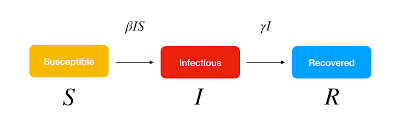 βIS γI
Susceptible Infectious Recovered
S I R